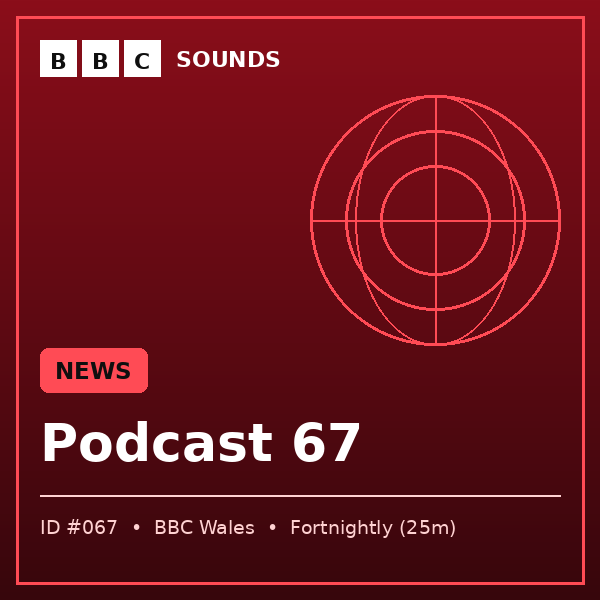 BBC SOUNDS
NEWS
Podcast 67
ID #067 • BBC Wales • Fortnightly (25m)